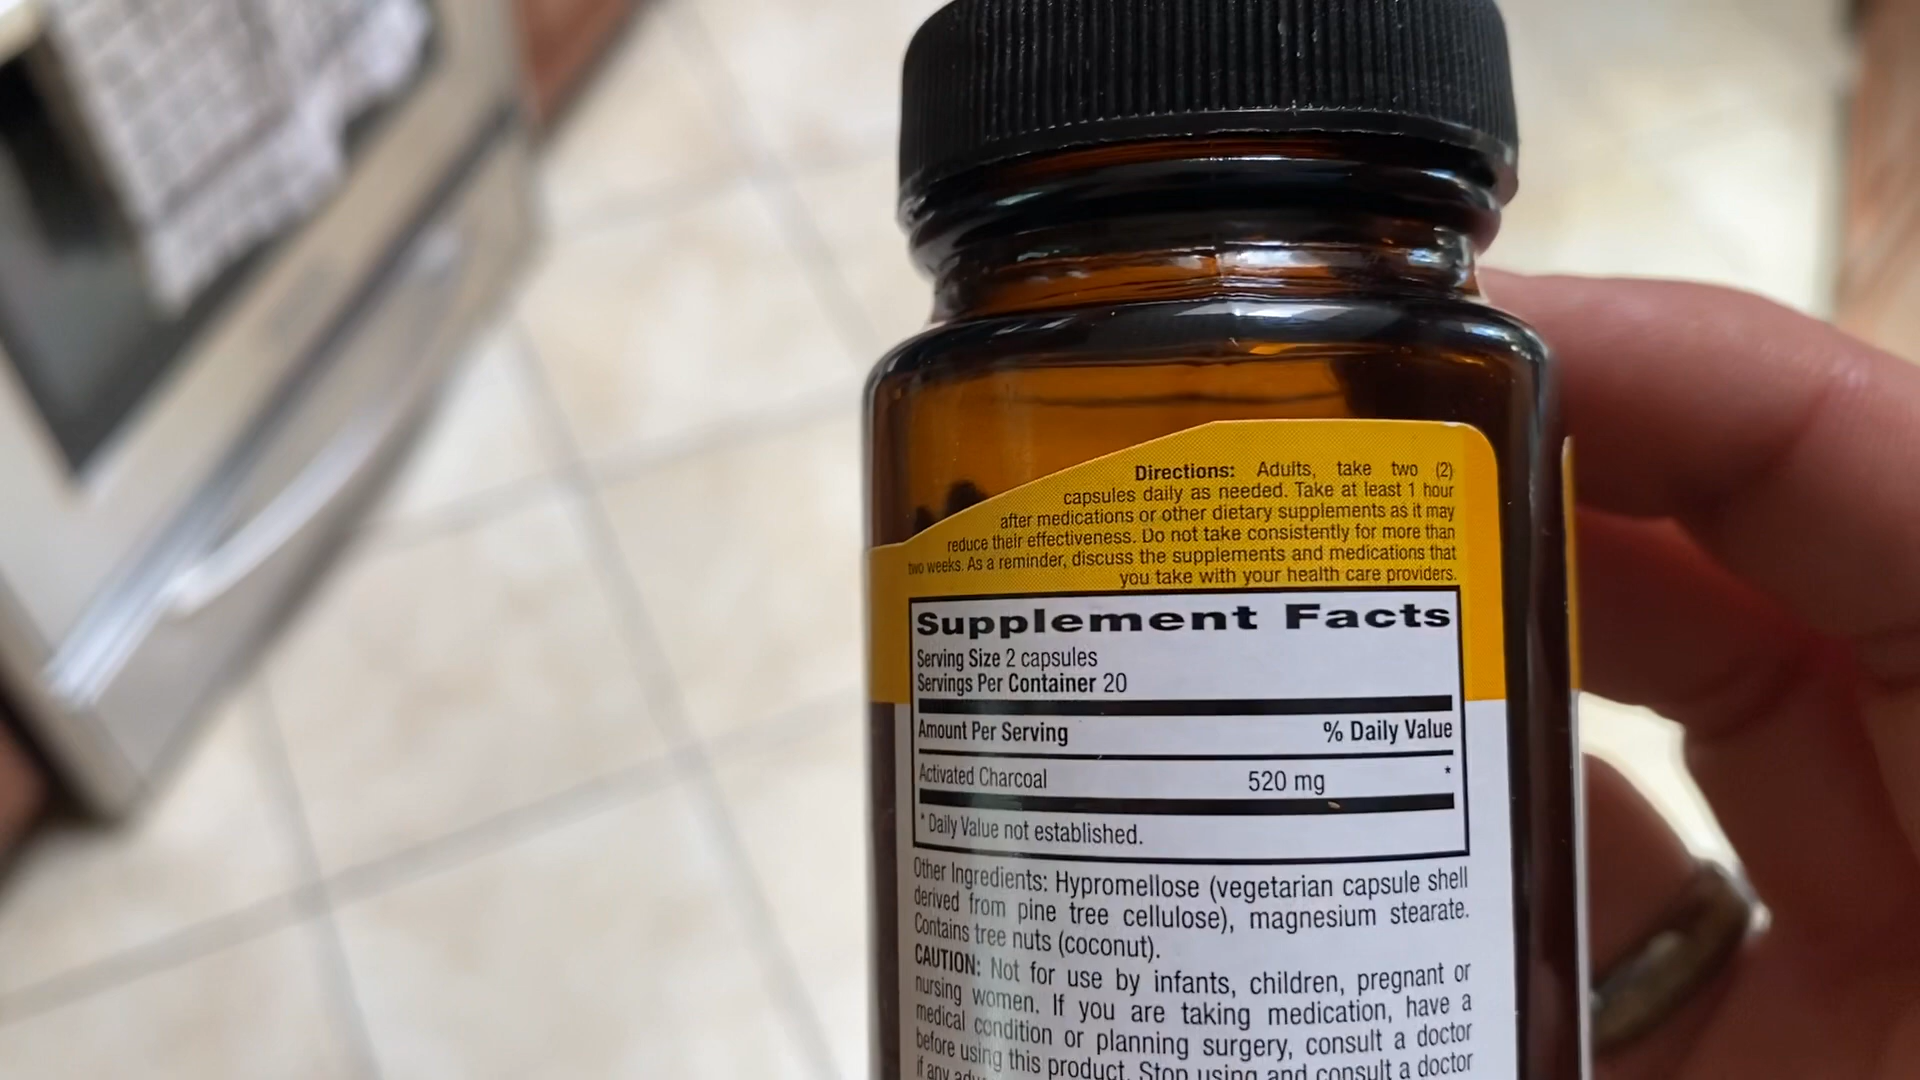 Directions: Adults, take two (2)
capsules daily as needed. Take at least 1 hour
after medications or other dietary supplements as it may
reduce their effectiveness. Do not take consistently for more than
two weeks. As a reminder, discuss the supplements and medications that
you take with your health care providers.
Supplement Facts
Serving Size 2 capsules
Servings Per Container 20
Amount Per Serving % Daily Value
Activated Charcoal 520 mg *
* Daily Value not established.
Other Ingredients: Hypromellose (vegetarian capsule shell
derived from pine tree cellulose), magnesium stearate.
Contains tree nuts (coconut).
CAUTION: Not for use by infants, children, pregnant or
nursing women. If you are taking medication, have a
medical condition or planning surgery, consult a doctor
before using this product. Stop using and consult a doctor
if any